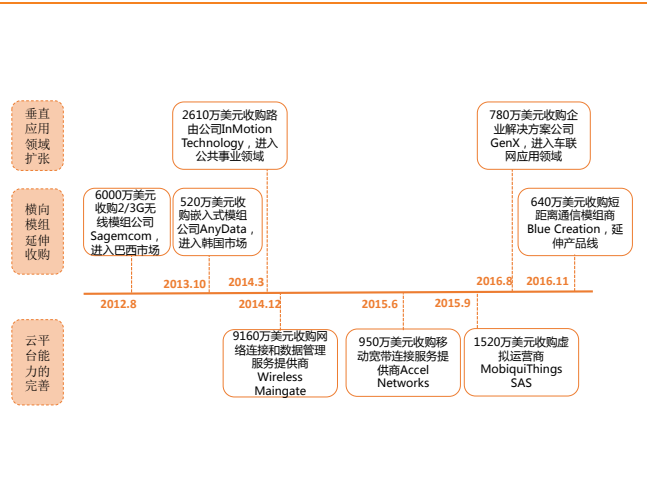 垂直
应用
领域
扩张
2610万美元收购路
由公司InMotion
Technology，进入
公共事业领域
780万美元收购企
业解决方案公司
GenX，进入车联
网应用领域
横向
模组
延伸
收购
6000万美元
收购2/3G无
线模组公司
Sagemcom，
进入巴西市场
520万美元收
购嵌入式模组
公司AnyData，
进入韩国市场
640万美元收购短
距离通信模组商
Blue Creation，延
伸产品线
2013.10
2014.3
2016.8
2016.11
2012.8
2014.12
2015.6
2015.9
云平
台能
力的
完善
9160万美元收购网
络连接和数据管理
服务提供商
Wireless
Maingate
950万美元收购移
动宽带连接服务提
供商Accel
Networks
1520万美元收购虚
拟运营商
MobiquiThings
SAS